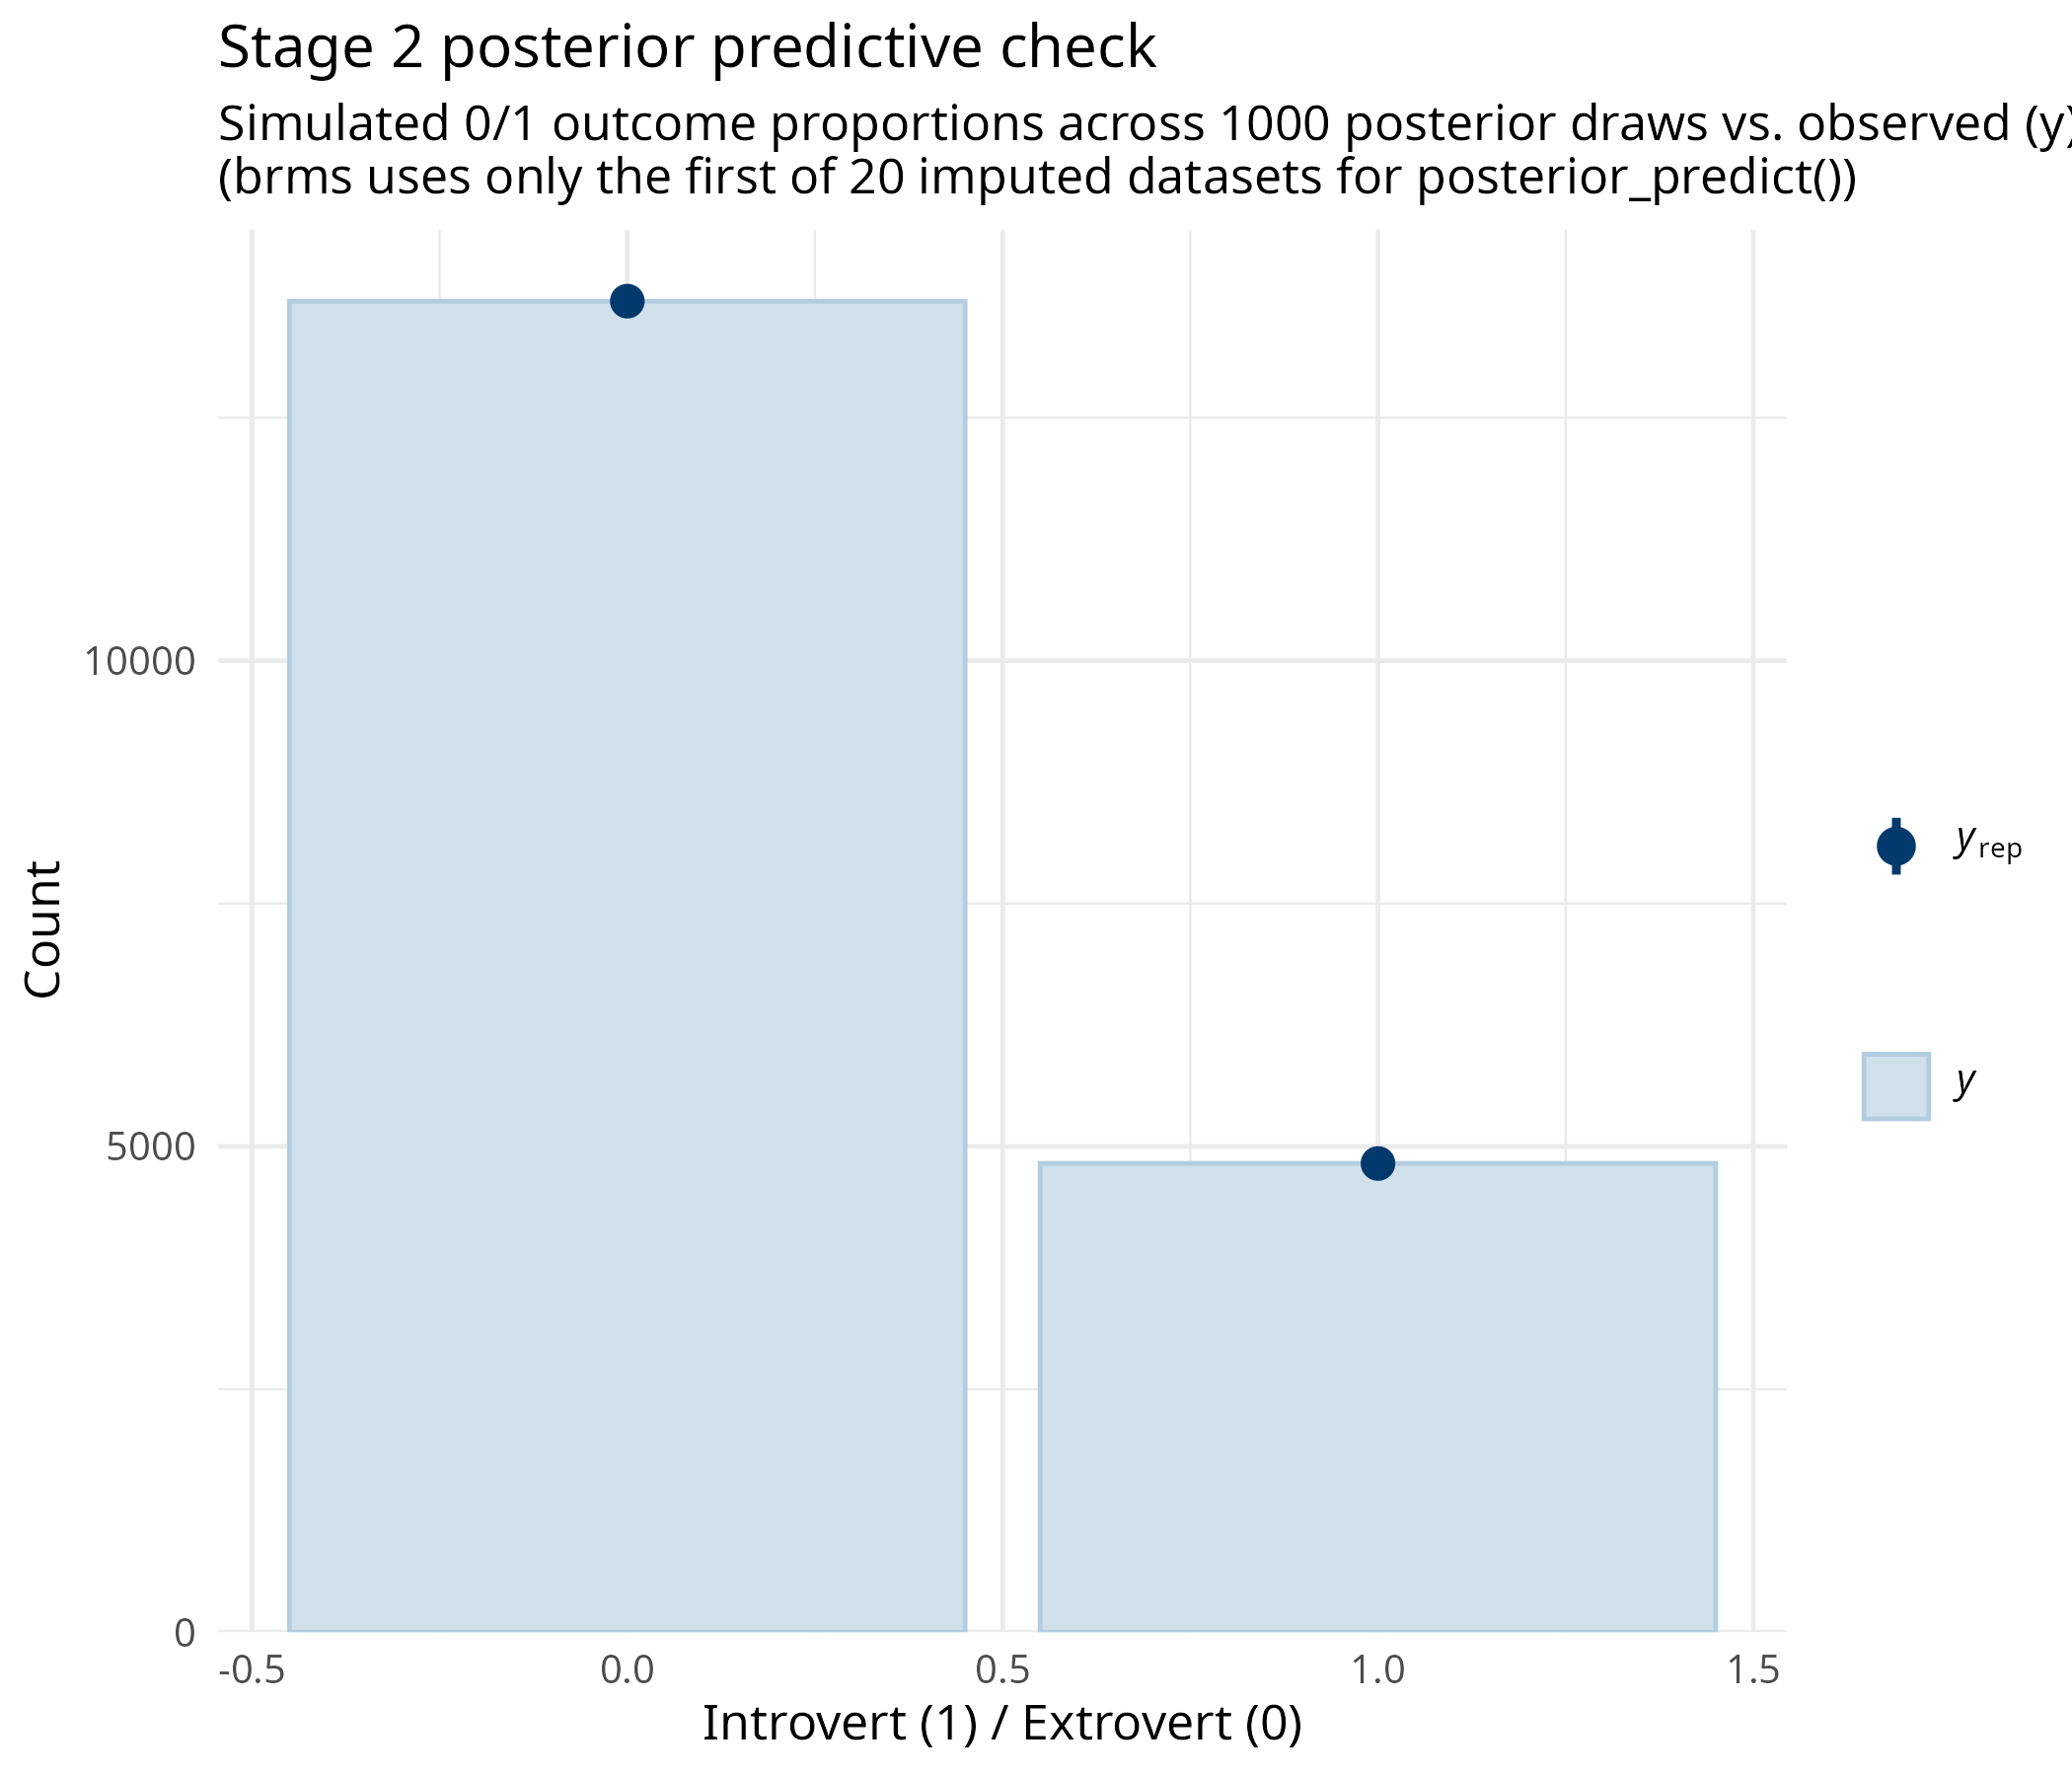 Stage 2 posterior predictive check
Simulated 0/1 outcome proportions across 1000 posterior draws vs. observed (y)
(brms uses only the first of 20 imputed datasets for posterior_predict())
10000
5000
0
Count
-0.5 0.0 0.5 1.0 1.5
Introvert (1) / Extrovert (0)
yrep
y